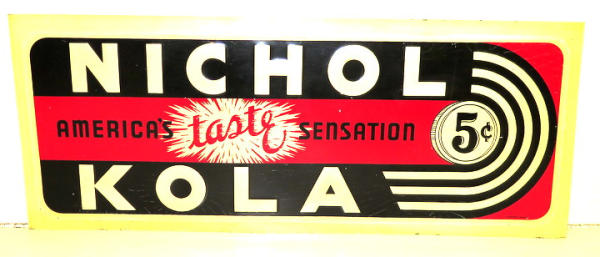 NICHOL
AMERICA'S taste SENSATION 5¢
KOLA